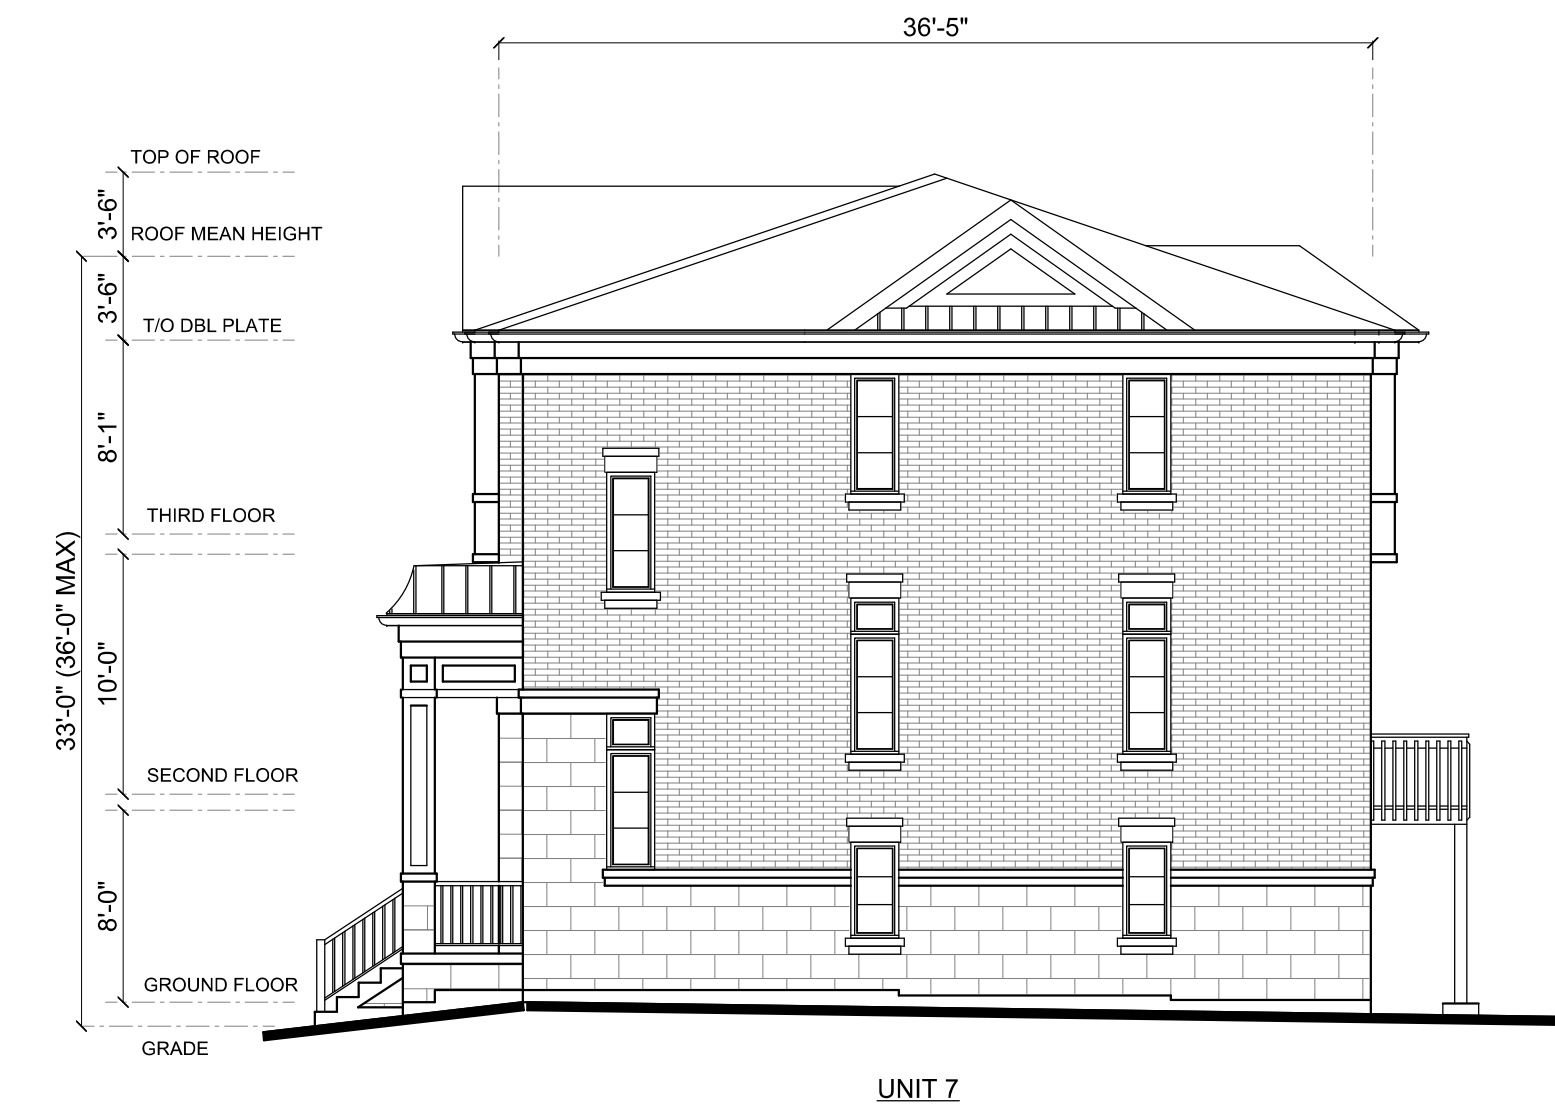 36'-5"
TOP OF ROOF
3'-6"
ROOF MEAN HEIGHT
3'-6"
T/O DBL PLATE
8'-1"
THIRD FLOOR
33'-0" (36'-0" MAX)
10'-0"
SECOND FLOOR
8'-0"
GROUND FLOOR
GRADE
UNIT 7